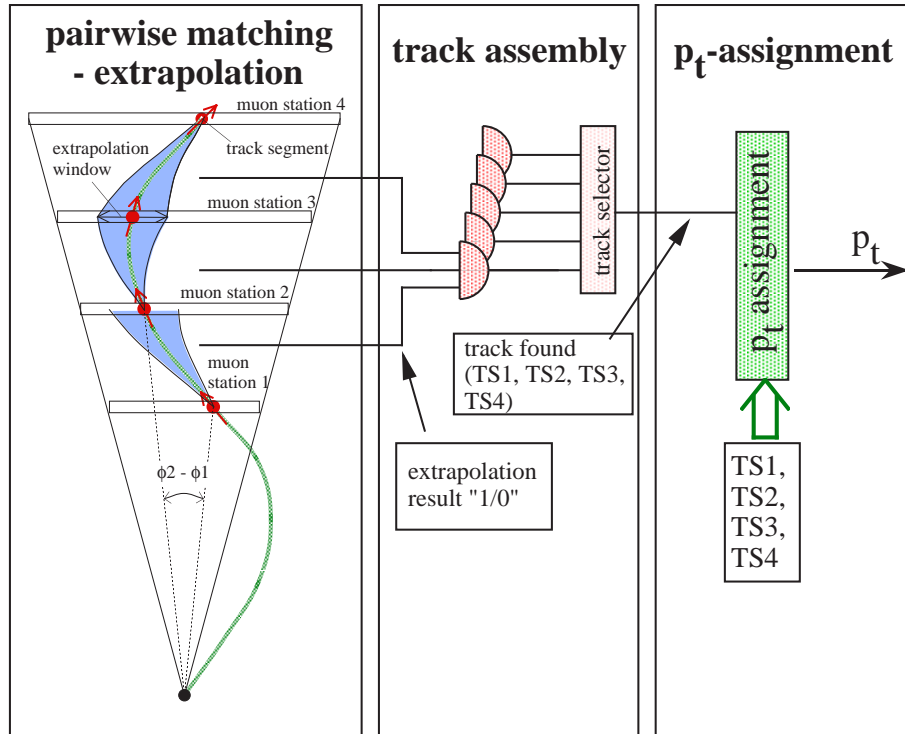 pairwise matching
- extrapolation
muon station 4
extrapolation
window
track segment
muon station 3
muon station 2
muon
station 1
ϕ2 - ϕ1
track assembly
track selector
track found
(TS1, TS2, TS3,
TS4)
extrapolation
result "1/0"
pt-assignment
pt assignment
pt
TS1,
TS2,
TS3,
TS4